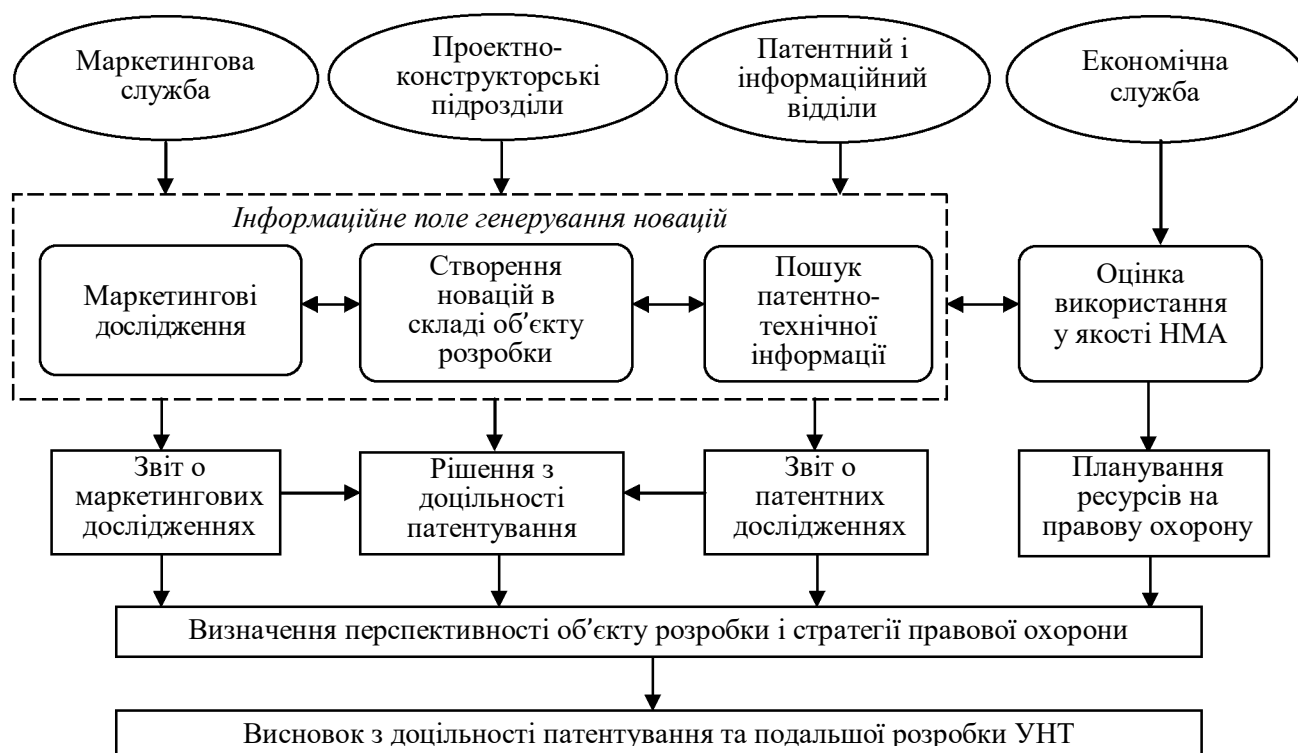 Маркетингова
служба
Проектно-
конструкторські
підрозділи
Патентний і
інформаційний
відділи
Економічна
служба
Інформаційне поле генерування новацій
Маркетингові
дослідження
Створення
новацій в
складі об’єкту
розробки
Пошук
патентно-
технічної
інформації
Оцінка
використання
у якості НМА
Звіт о
маркетингових
дослідженнях
Рішення з
доцільності
патентування
Звіт о
патентних
дослідженнях
Планування
ресурсів на
правову охорону
Визначення перспективності об’єкту розробки і стратегії правової охорони
Висновок з доцільності патентування та подальшої розробки УНТ